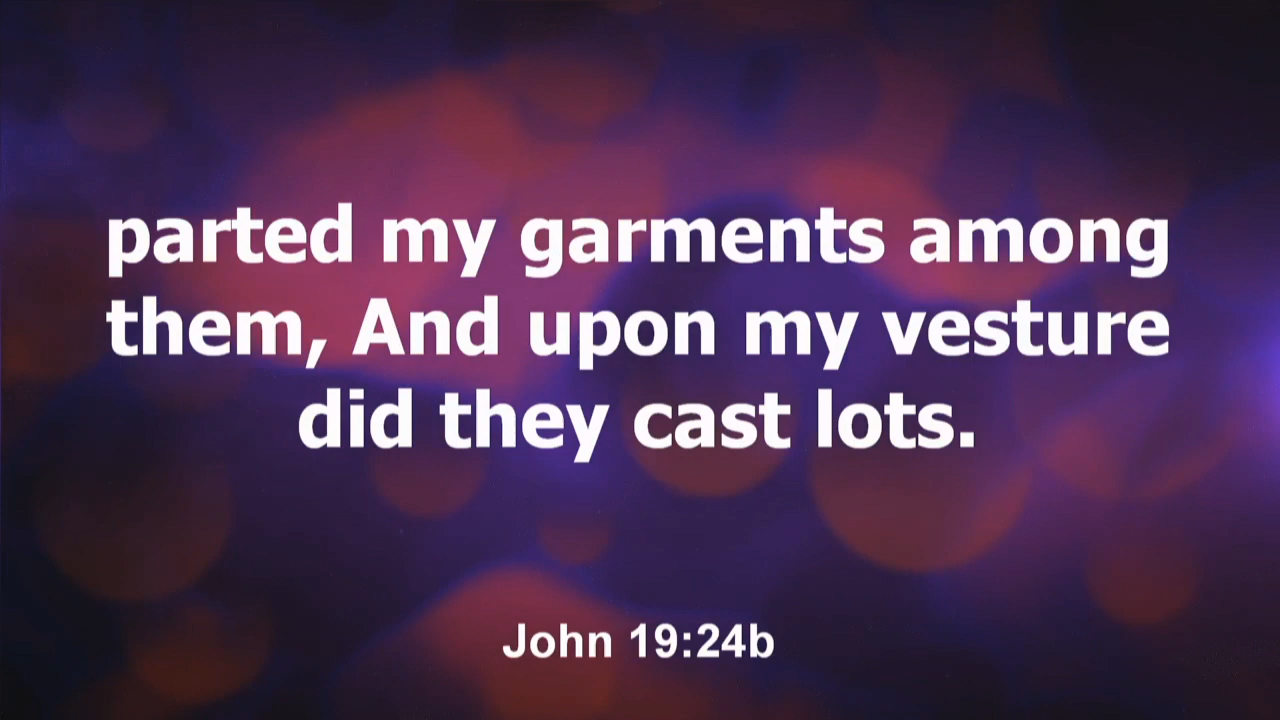 parted my garments among
them, And upon my vesture
did they cast lots.
John 19:24b